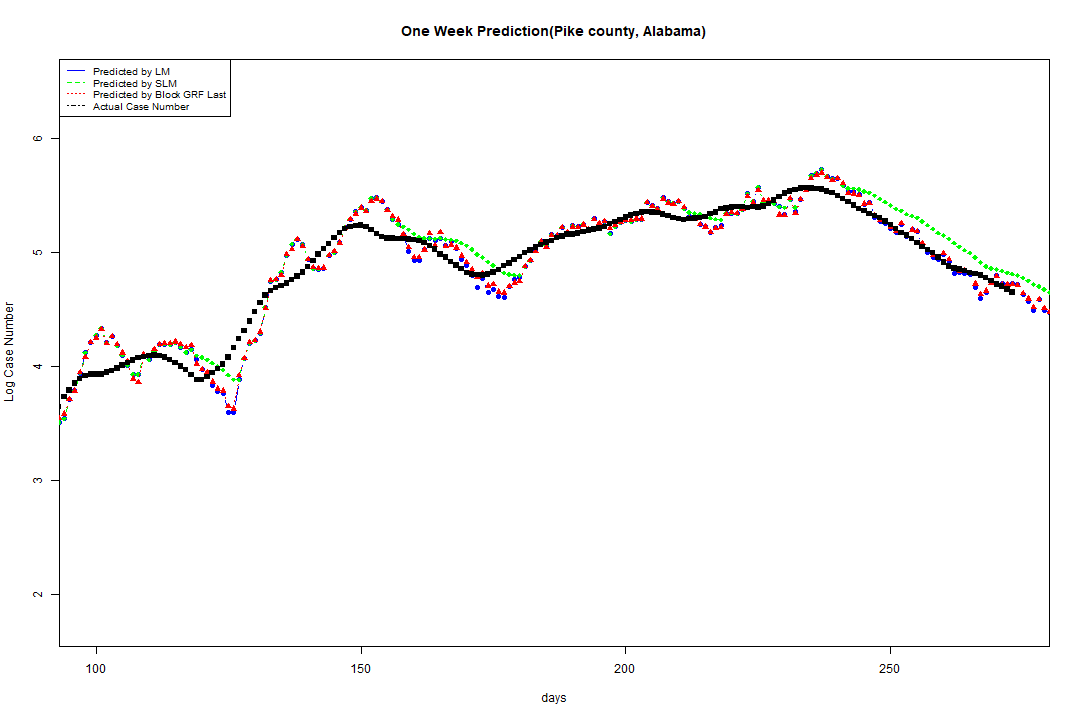 One Week Prediction(Pike county, Alabama)
Predicted by LM
Predicted by SLM
Predicted by Block GRF Last
Actual Case Number
6
5
4
3
2
Log Case Number
100
150
200
250
days